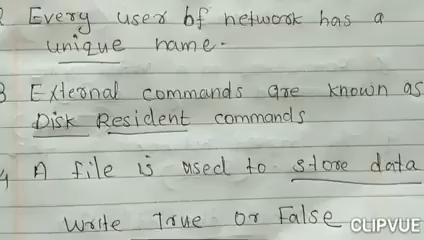 2 Every user of network has a
unique name.
3 External commands are known as
Disk Resident commands
4 A file is used to store data
Write True or False
CLIPVUE